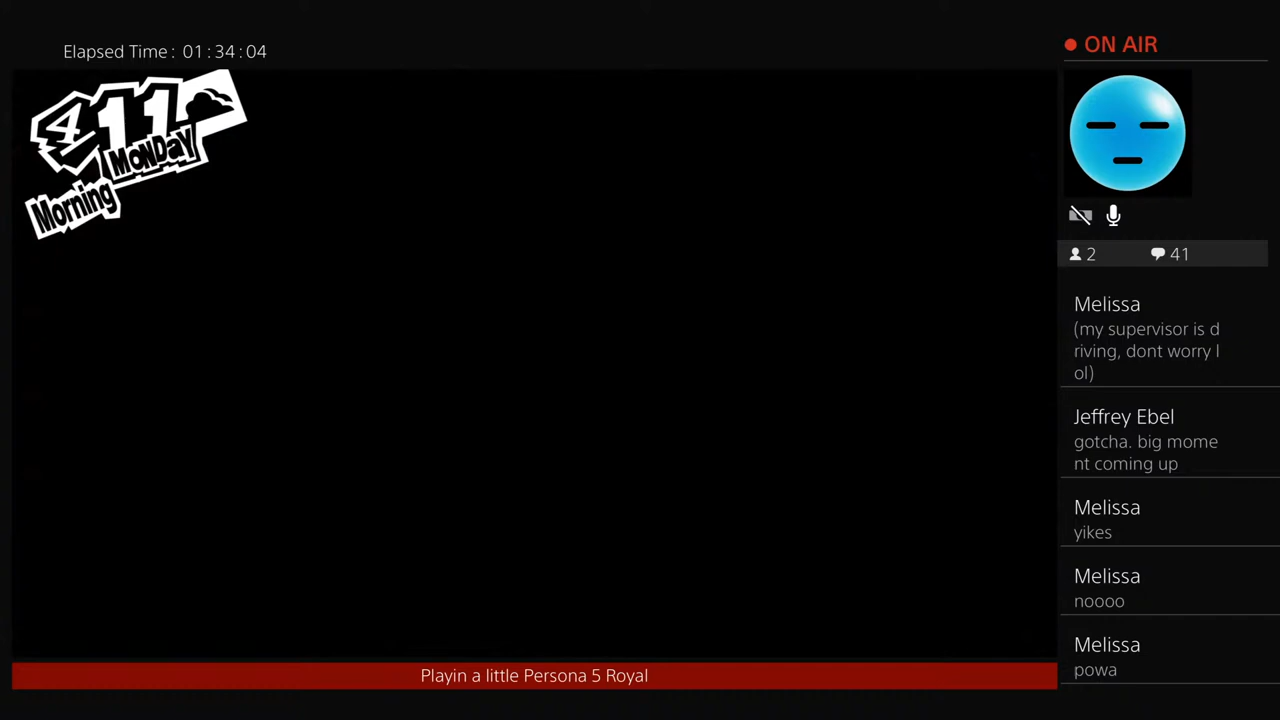 Elapsed Time: 01:34:04
4 11
MONDAY
Morning
ON AIR
2 41
Melissa
(my supervisor is d
riving, dont worry l
ol)
Jeffrey Ebel
gotcha. big mome
nt coming up
Melissa
yikes
Melissa
noooo
Melissa
powa
Playin a little Persona 5 Royal